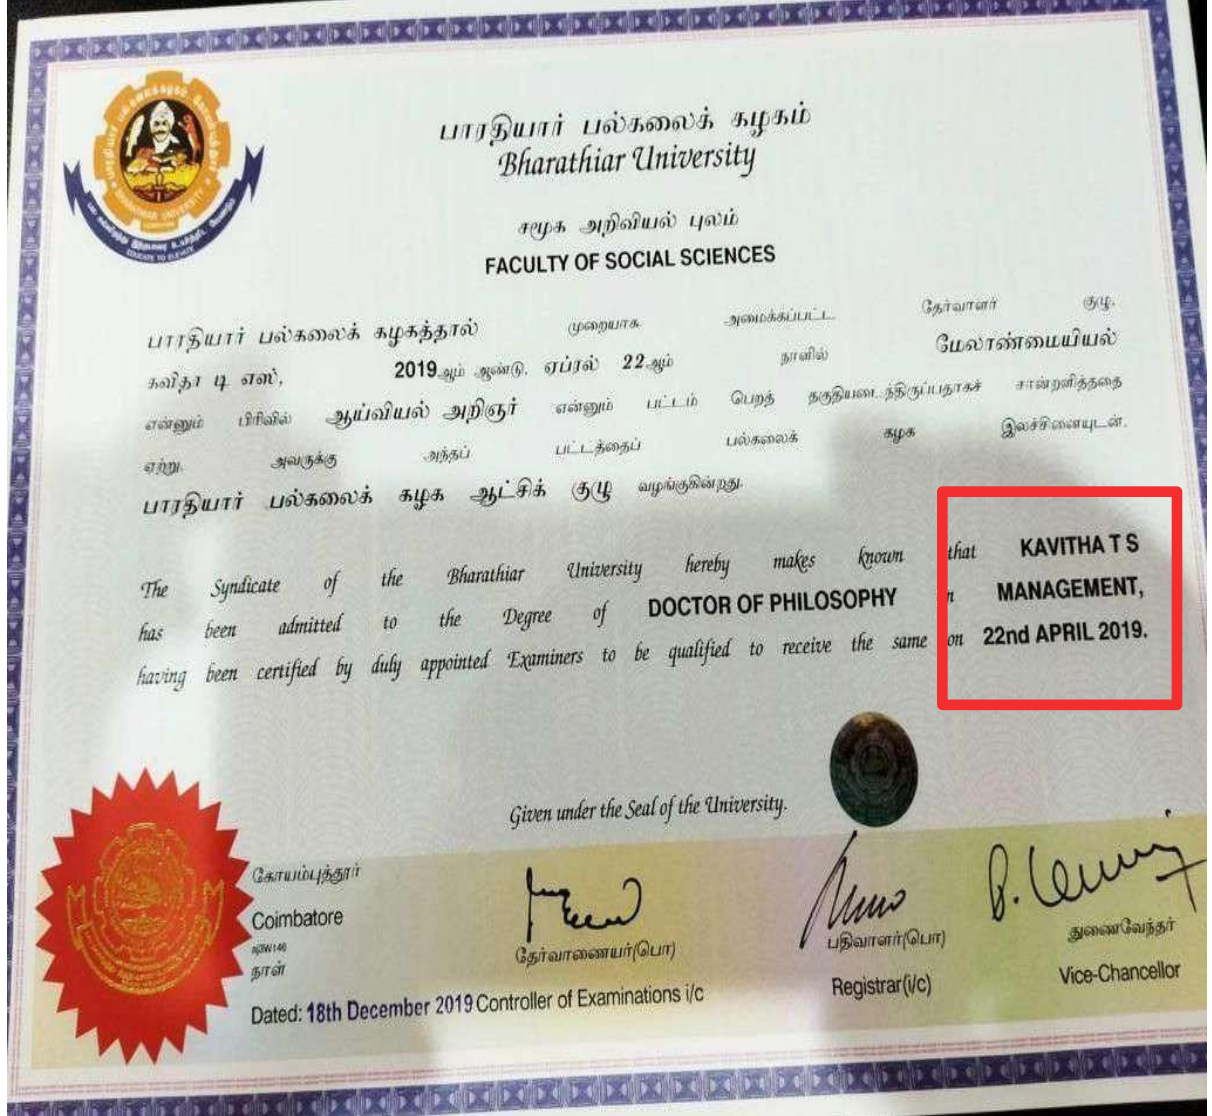 பாரதியார் பல்கலைக் கழகம்
Bharathiar University
சமூக அறிவியல் புலம்
FACULTY OF SOCIAL SCIENCES
பாரதியார் பல்கலைக் கழகத்தால் முறையாக அமைக்கப்பட்ட தேர்வாளர் குழு,
கவிதா டி எஸ், 2019ஆம் ஆண்டு, ஏப்ரல் 22ஆம் நாளில் மேலாண்மையியல்
என்னும் பிரிவில் ஆய்வியல் அறிஞர் என்னும் பட்டம் பெறத் தகுதியடைந்திருப்பதாகச் சான்றளித்ததை
ஏற்று, அவருக்கு அந்தப் பட்டத்தைப் பல்கலைக் கழக இலச்சினையுடன்,
பாரதியார் பல்கலைக் கழக ஆட்சிக் குழு வழங்குகின்றது.
The Syndicate of the Bharathiar University hereby makes known that KAVITHA T S
has been admitted to the Degree of DOCTOR OF PHILOSOPHY MANAGEMENT,
having been certified by duly appointed Examiners to be qualified to receive the same on 22nd APRIL 2019.
Given under the Seal of the University.
கோயம்புத்தூர்
Coimbatore
நாள்
Dated: 18th December 2019
தேர்வாணையர்(பொ)
Controller of Examinations i/c
பதிவாளர்(பொ)
Registrar(i/c)
துணைவேந்தர்
Vice-Chancellor